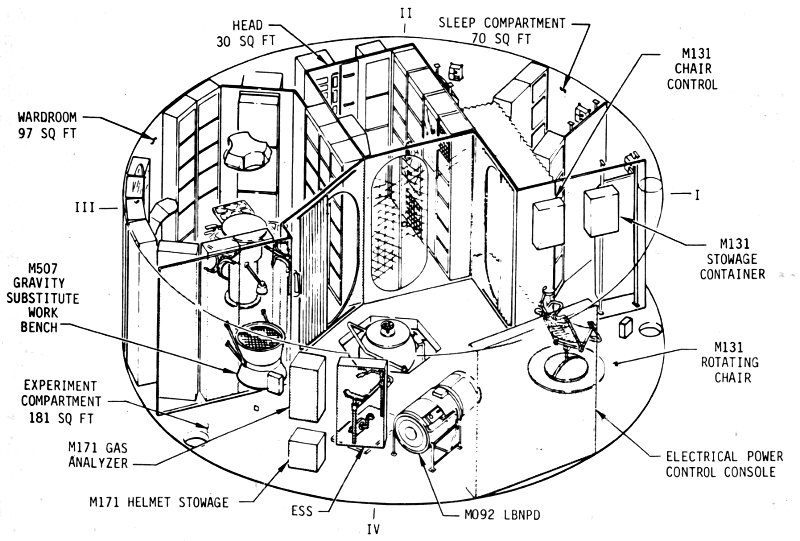 II
HEAD
30 SQ FT
SLEEP COMPARTMENT
70 SQ FT
M131
CHAIR
CONTROL
WARDROOM
97 SQ FT
III
I
M131
STOWAGE
CONTAINER
M507
GRAVITY
SUBSTITUTE
WORK
BENCH
M131
ROTATING
CHAIR
EXPERIMENT
COMPARTMENT
181 SQ FT
M171 GAS
ANALYZER
ELECTRICAL POWER
CONTROL CONSOLE
M171 HELMET STOWAGE
ESS
M092 LBNPD
IV